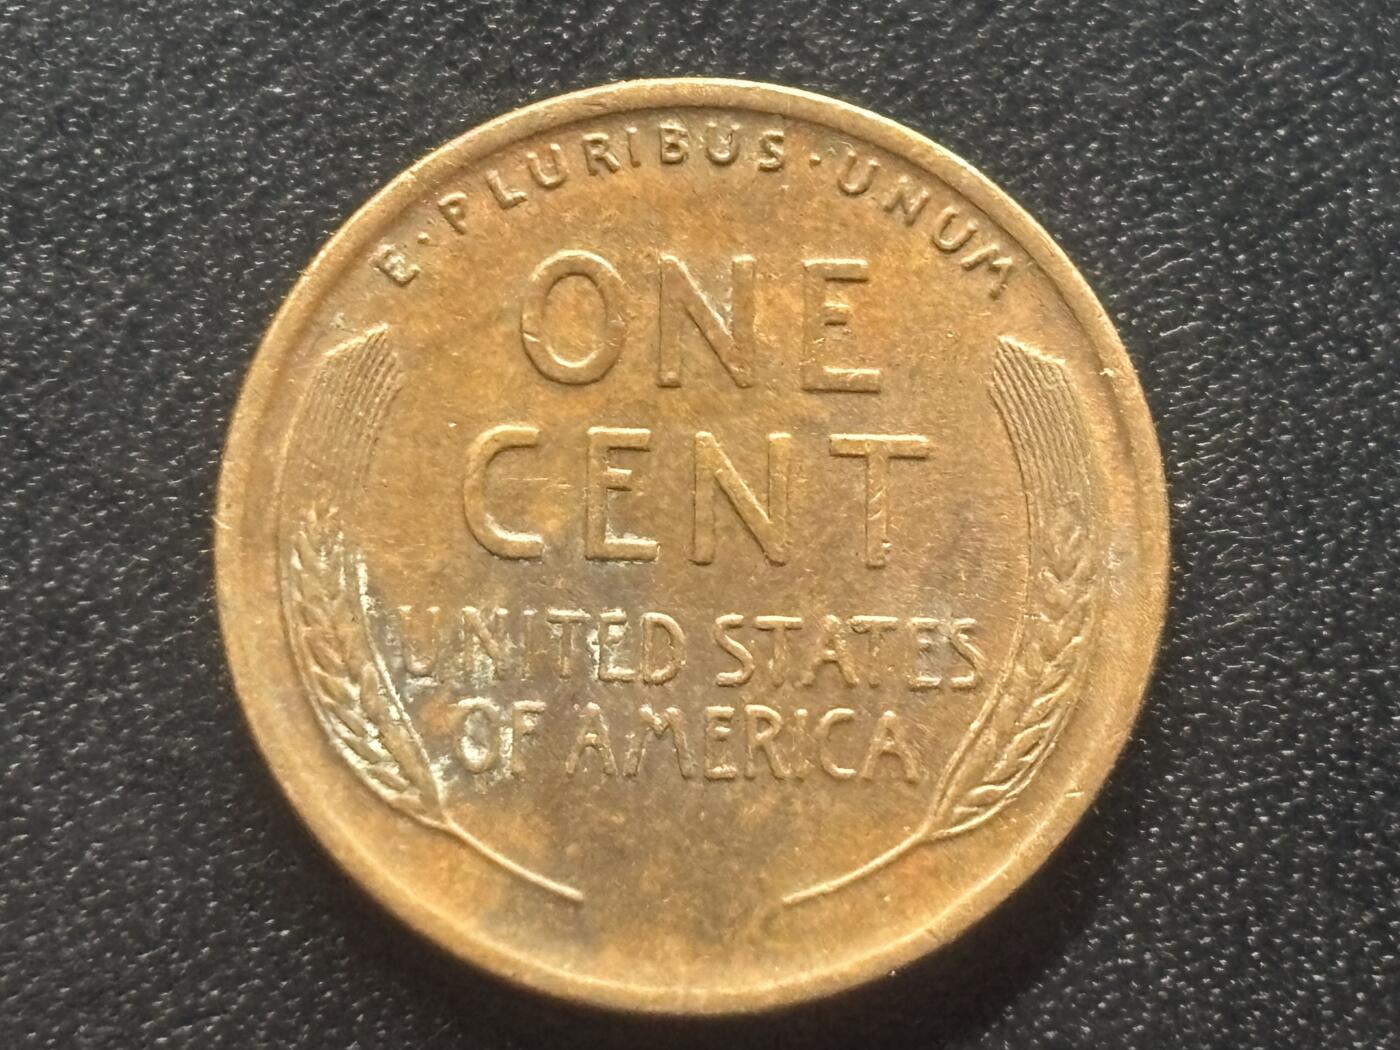 E·PLURIBUS·UNUM
ONE
CENT
UNITED STATES
OF AMERICA